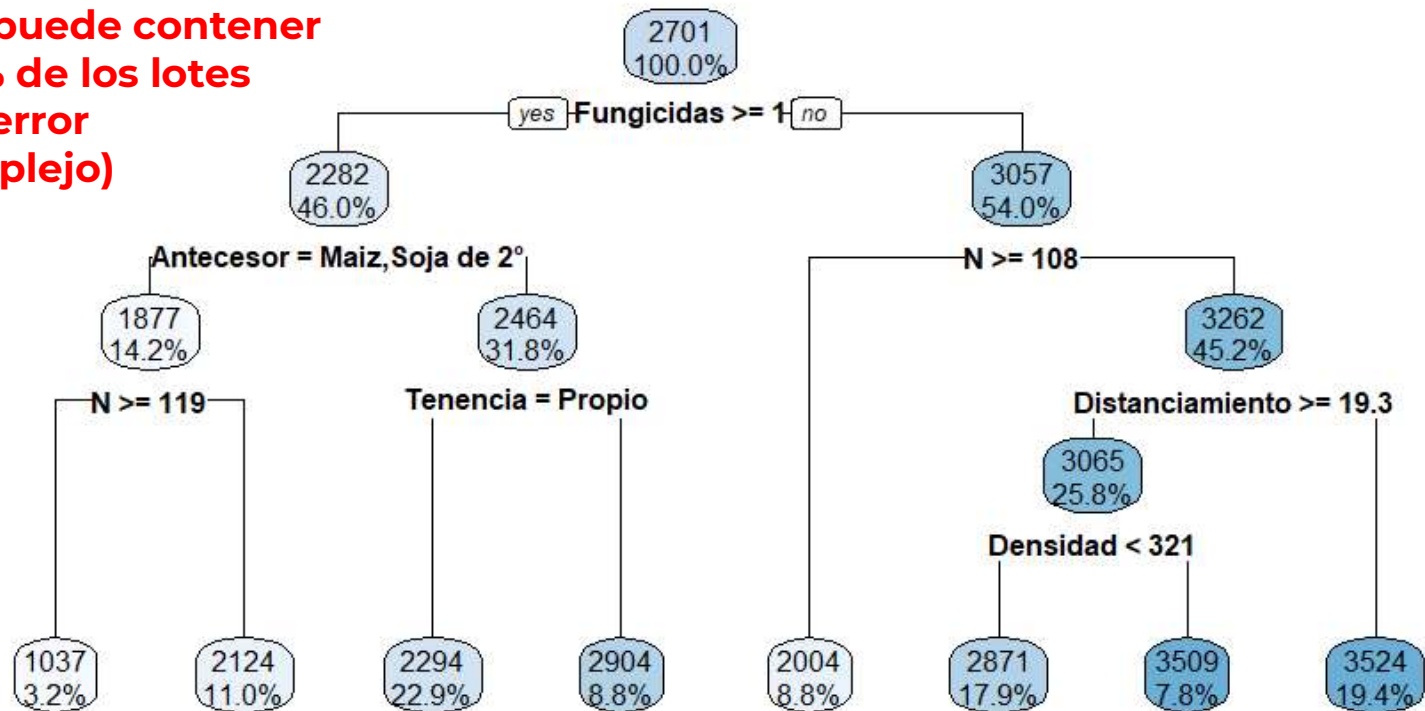 puede contener
% de los lotes
error
plejo)
2701
100.0%
yes Fungicidas >= 1 no
2282
46.0%
3057
54.0%
Antecesor = Maiz,Soja de 2º
N >= 108
1877
14.2%
2464
31.8%
3262
45.2%
N >= 119
Tenencia = Propio
Distanciamiento >= 19.3
3065
25.8%
Densidad < 321
1037
3.2%
2124
11.0%
2294
22.9%
2904
8.8%
2004
8.8%
2871
17.9%
3509
7.8%
3524
19.4%